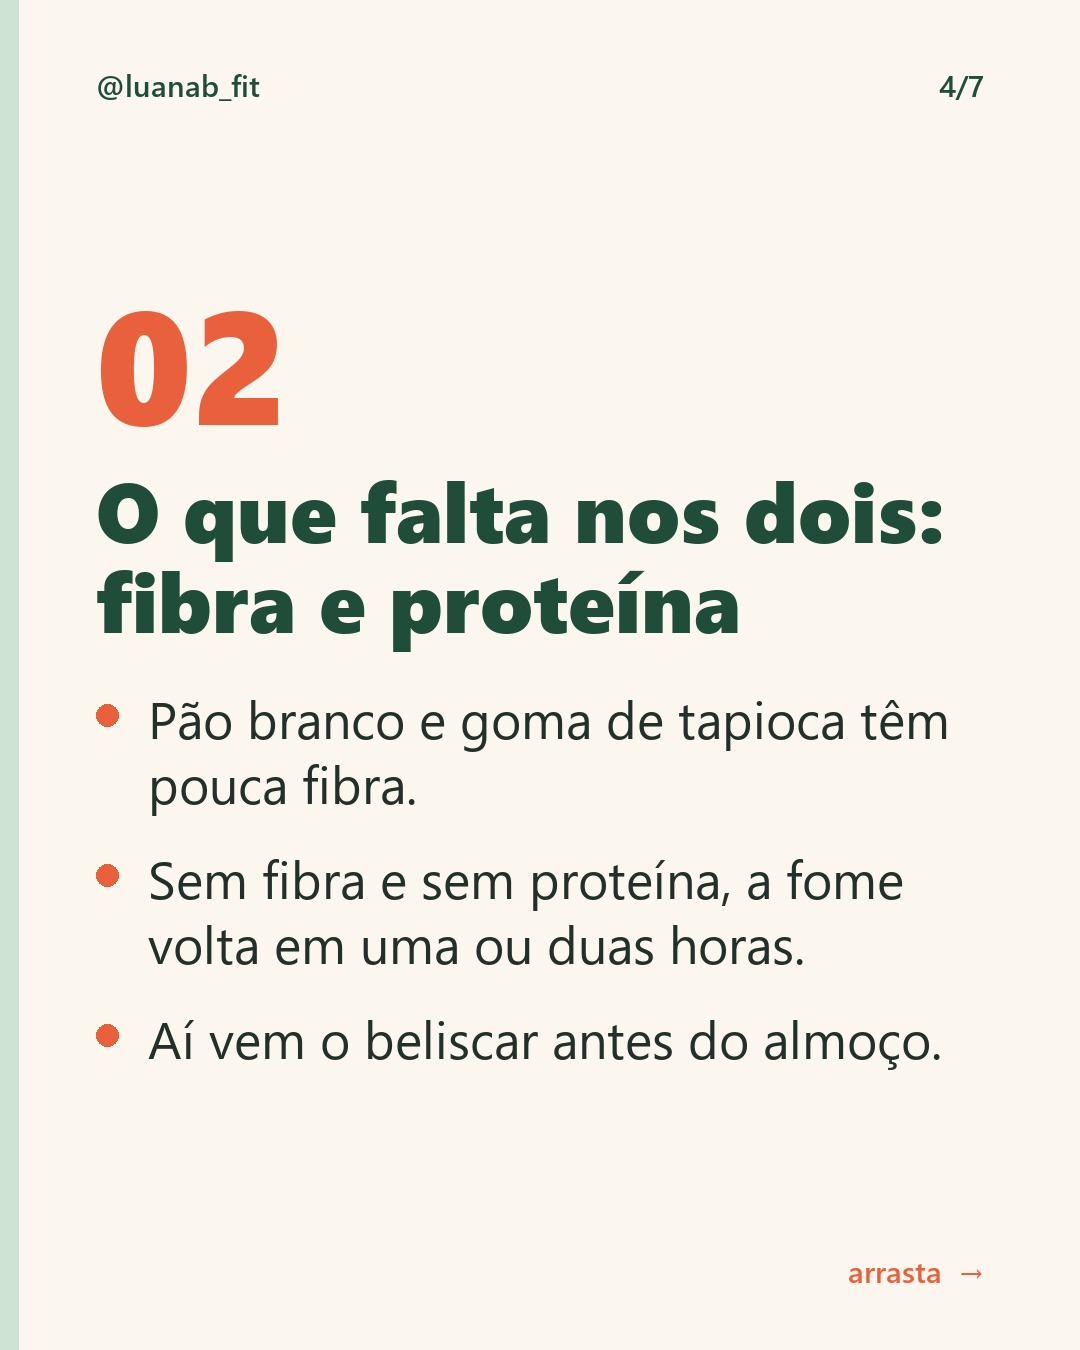 @luanab_fit
4/7
02
O que falta nos dois:
fibra e proteína
Pão branco e goma de tapioca têm
pouca fibra.
Sem fibra e sem proteína, a fome
volta em uma ou duas horas.
Aí vem o beliscar antes do almoço.
arrasta →